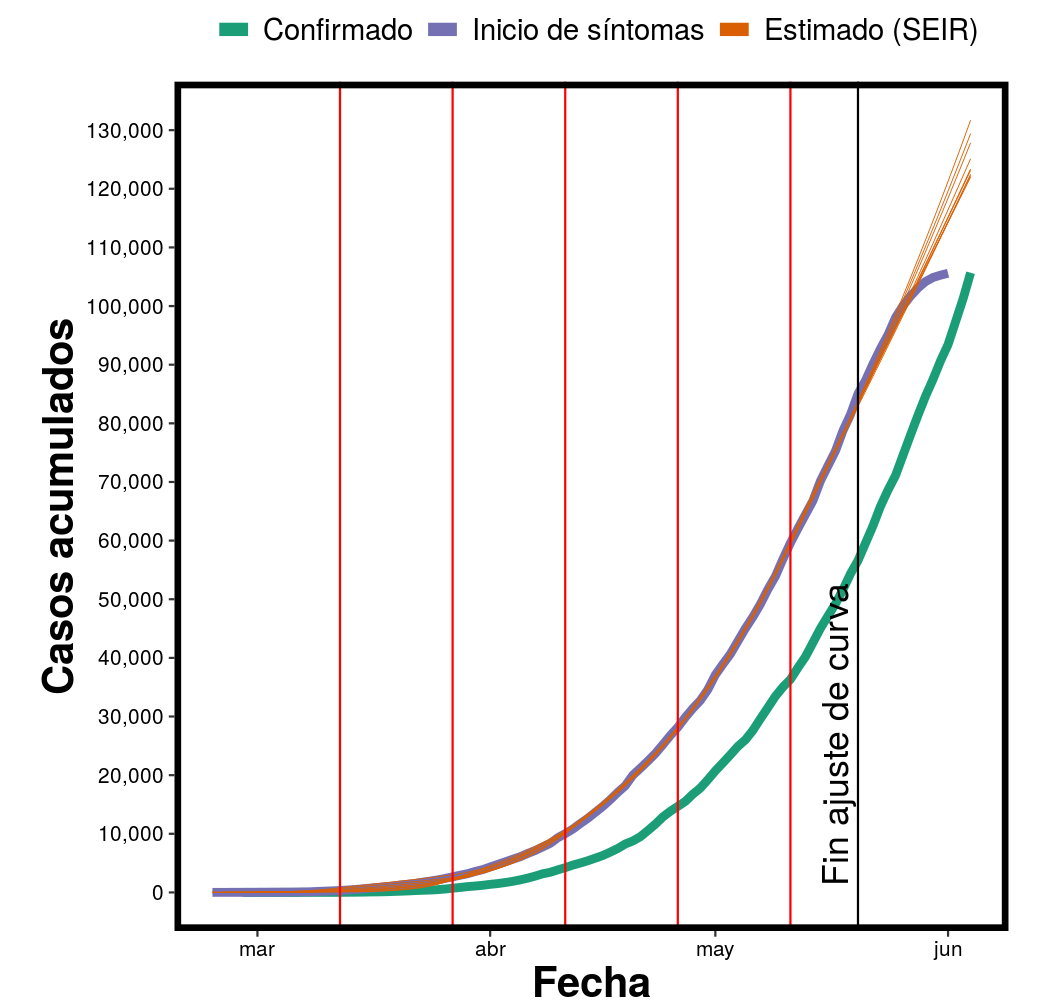 Confirmado Inicio de síntomas Estimado (SEIR)
Casos acumulados
130,000
120,000
110,000
100,000
90,000
80,000
70,000
60,000
50,000
40,000
30,000
20,000
10,000
0
Fin ajuste de curva
mar abr may jun
Fecha